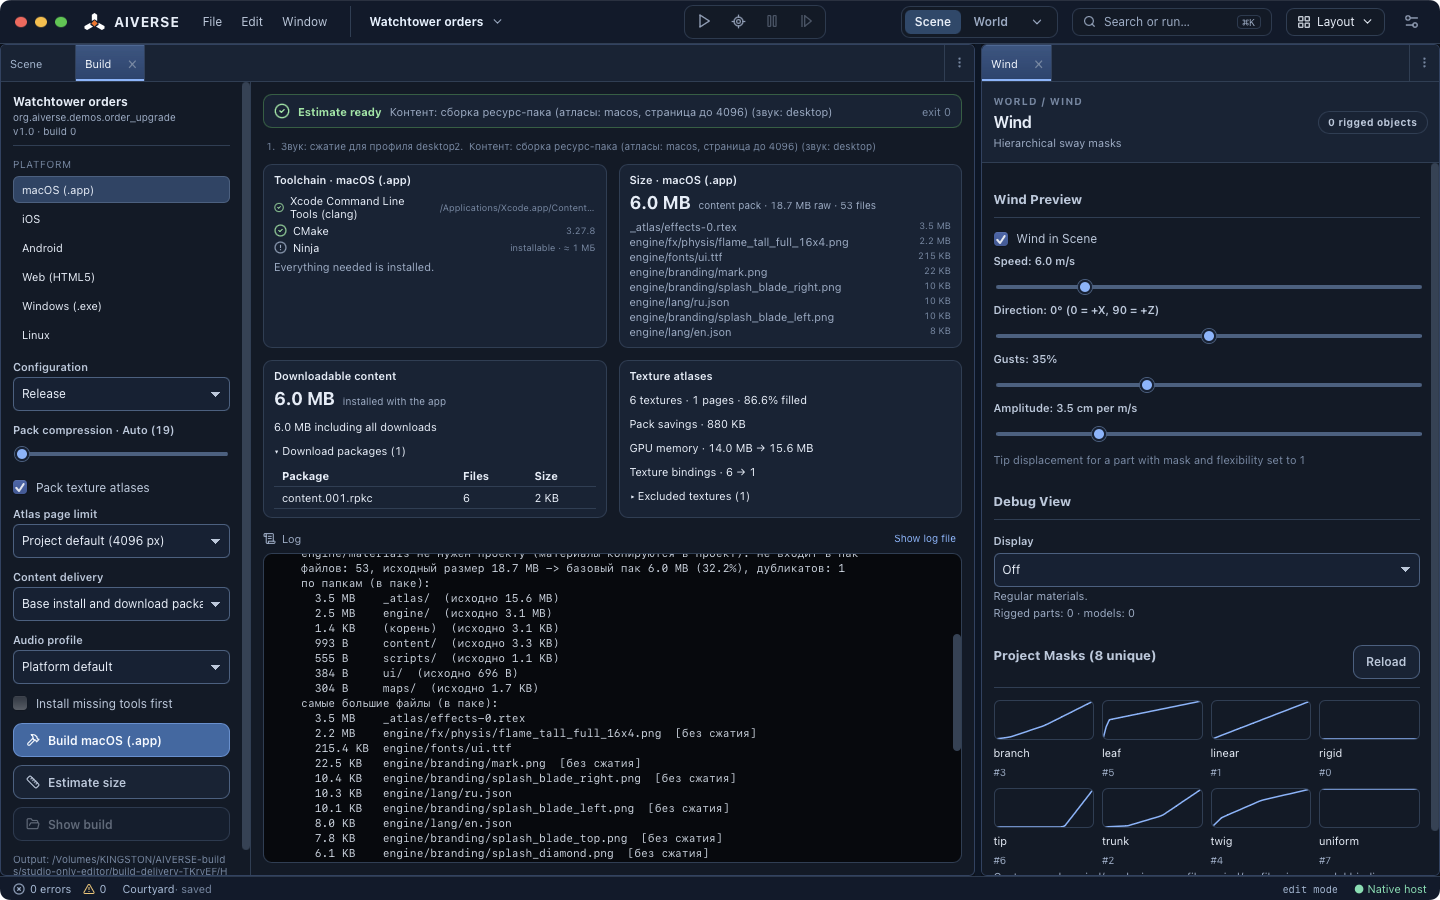 AIVERSE File Edit Window Watchtower orders Scene World Search or run... ⌘K Layout
Scene Build Wind
Watchtower orders
org.aiverse.demos.order_upgrade
v1.0 · build 0
PLATFORM
macOS (.app)
iOS
Android
Web (HTML5)
Windows (.exe)
Linux
Configuration
Release
Pack compression · Auto (19)
Pack texture atlases
Atlas page limit
Project default (4096 px)
Content delivery
Base install and download packa
Audio profile
Platform default
Install missing tools first
Build macOS (.app)
Estimate size
Show build
Output: /Volumes/KINGSTON/AIVERSE-build
s/studio-only-editor/build-delivery-TKrvEF/H
Estimate ready Контент: сборка ресурс-пака (атласы: macos, страница до 4096) (звук: desktop) exit 0
1. Звук: сжатие для профиля desktop2. Контент: сборка ресурс-пака (атласы: macos, страница до 4096) (звук: desktop)
Toolchain · macOS (.app)
Xcode Command Line
Tools (clang) /Applications/Xcode.app/Content...
CMake 3.27.8
Ninja installable · ≈ 1 МБ
Everything needed is installed.
Size · macOS (.app)
6.0 MB content pack · 18.7 MB raw · 53 files
_atlas/effects-0.rtex 3.5 MB
engine/fx/physis/flame_tall_full_16x4.png 2.2 MB
engine/fonts/ui.ttf 215 KB
engine/branding/mark.png 22 KB
engine/branding/splash_blade_right.png 10 KB
engine/lang/ru.json 10 KB
engine/branding/splash_blade_left.png 10 KB
engine/lang/en.json 8 KB
Downloadable content
6.0 MB installed with the app
6.0 MB including all downloads
Download packages (1)
Package Files Size
content.001.rpkc 6 2 KB
Texture atlases
6 textures · 1 pages · 86.6% filled
Pack savings · 880 KB
GPU memory · 14.0 MB → 15.6 MB
Texture bindings · 6 → 1
Excluded textures (1)
Log Show log file
engine/materials не нужен проекту (материалы копируются в проект): не входит в пак
файлов: 53, исходный размер 18.7 MB —> базовый пак 6.0 MB (32.2%), дубликатов: 1
по папкам (в паке):
3.5 MB _atlas/ (исходно 15.6 MB)
2.5 MB engine/ (исходно 3.1 MB)
1.4 KB (корень) (исходно 3.1 KB)
993 B content/ (исходно 3.3 KB)
555 B scripts/ (исходно 1.1 KB)
384 B ui/ (исходно 696 B)
304 B maps/ (исходно 1.7 KB)
самые большие файлы (в паке):
3.5 MB _atlas/effects-0.rtex
2.2 MB engine/fx/physis/flame_tall_full_16x4.png [без сжатия]
215.4 KB engine/fonts/ui.ttf
22.5 KB engine/branding/mark.png [без сжатия]
10.4 KB engine/branding/splash_blade_right.png [без сжатия]
10.3 KB engine/lang/ru.json
10.1 KB engine/branding/splash_blade_left.png [без сжатия]
8.0 KB engine/lang/en.json
7.8 KB engine/branding/splash_blade_top.png [без сжатия]
6.1 KB engine/branding/splash_diamond.png [без сжатия]
WORLD / WIND
Wind 0 rigged objects
Hierarchical sway masks
Wind Preview
Wind in Scene
Speed: 6.0 m/s
Direction: 0° (0 = +X, 90 = +Z)
Gusts: 35%
Amplitude: 3.5 cm per m/s
Tip displacement for a part with mask and flexibility set to 1
Debug View
Display
Off
Regular materials.
Rigged parts: 0 · models: 0
Project Masks (8 unique) Reload
branch leaf linear rigid
#3 #5 #1 #0
tip trunk twig uniform
#6 #2 #4 #7
0 errors 0 Courtyard · saved edit mode Native host